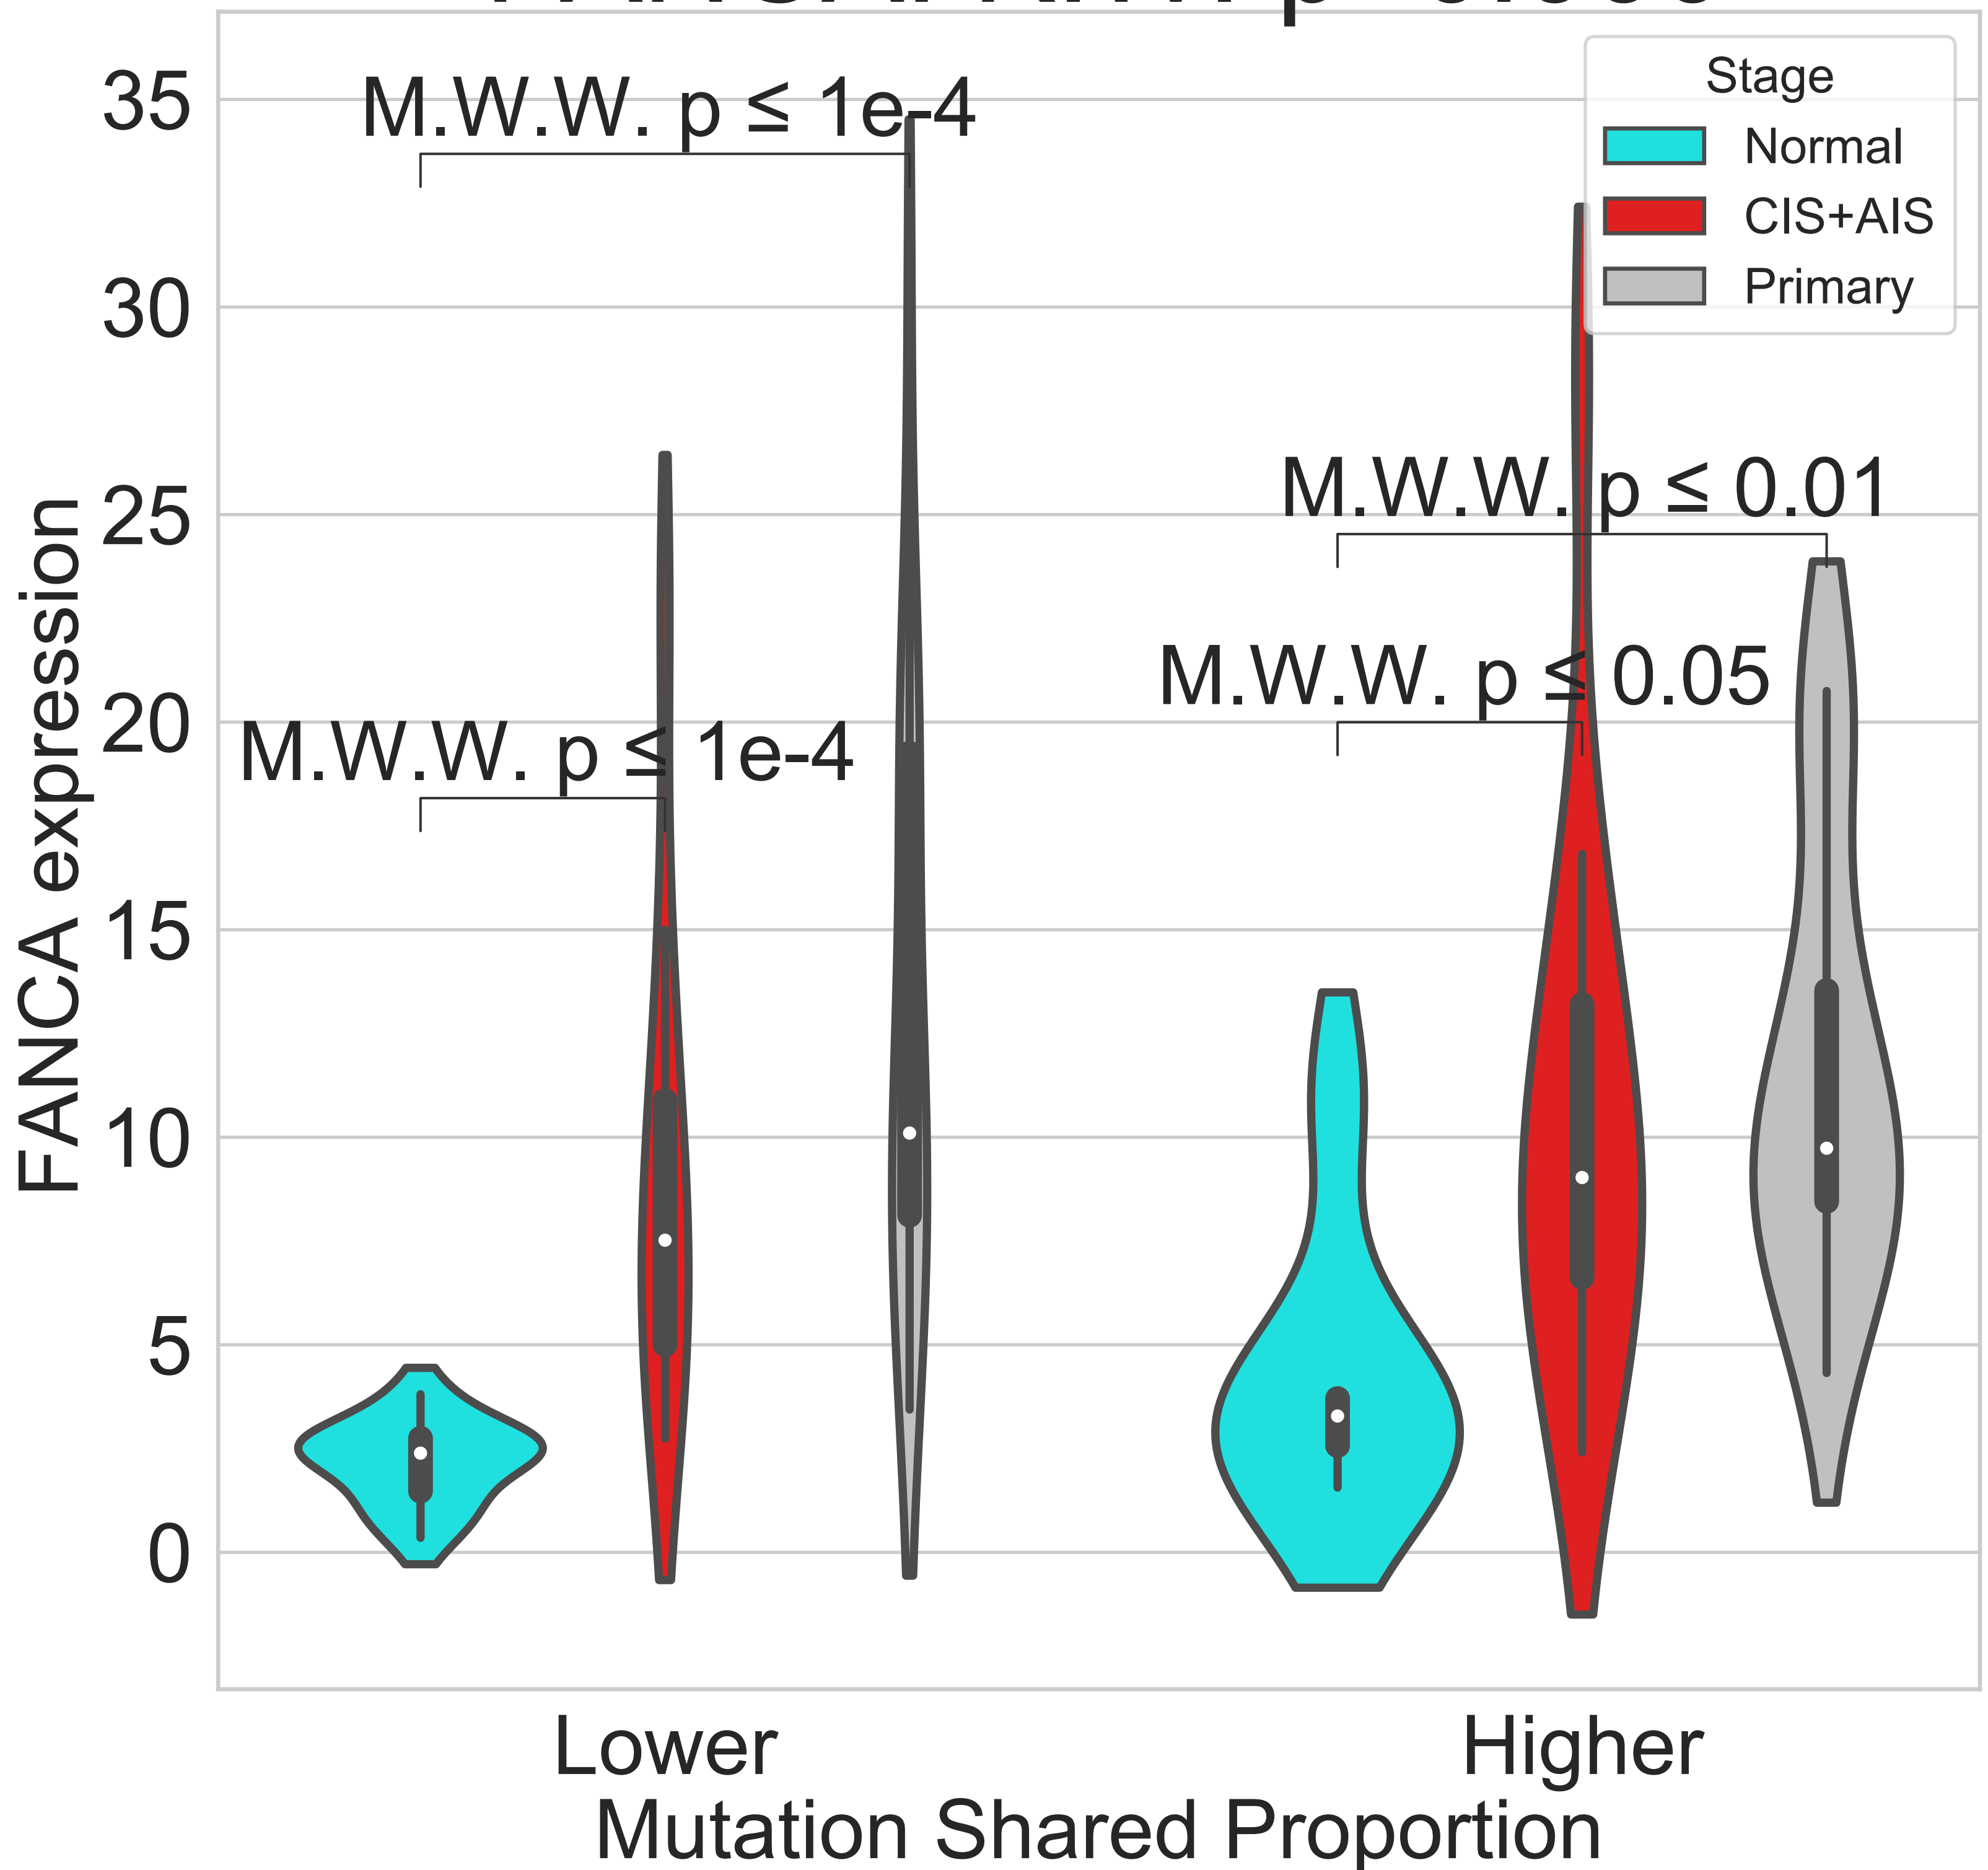 Stage
Normal
CIS+AIS
Primary
M.W.W. p ≤ 1e-4
M.W.W. p ≤ 0.01
M.W.W. p ≤ 0.05
M.W.W. p ≤ 1e-4
FANCA expression
35
30
25
20
15
10
5
0
Lower
Higher
Mutation Shared Proportion